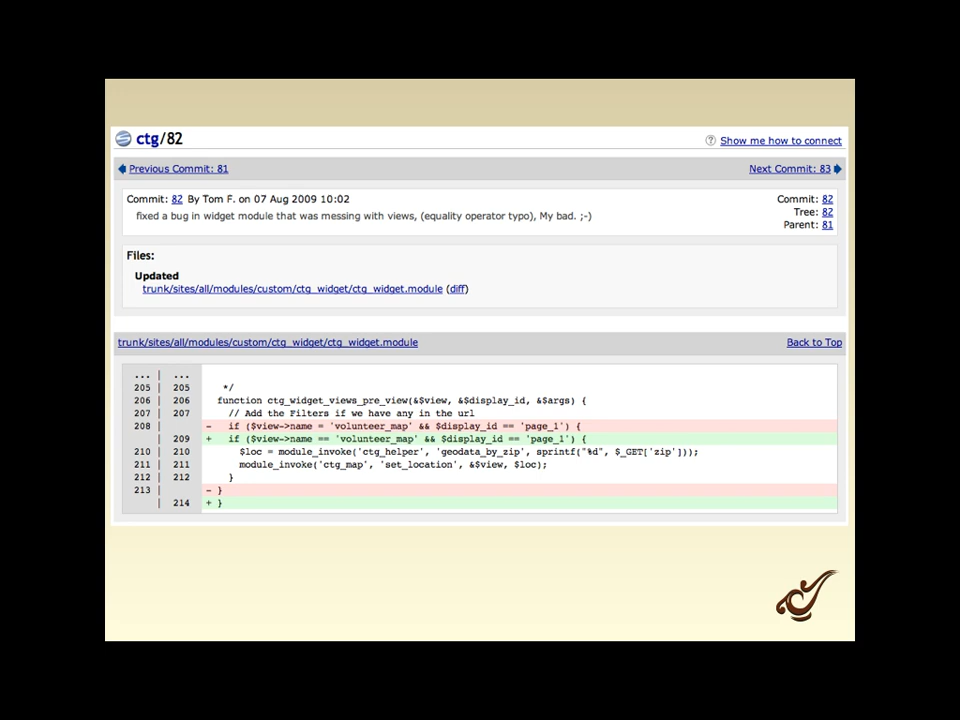 ctg/82
Show me how to connect
Previous Commit: 81
Next Commit: 83
Commit: 82 By Tom F. on 07 Aug 2009 10:02
fixed a bug in widget module that was messing with views, (equality operator typo), My bad. ;-)
Commit: 82
Tree: 82
Parent: 81
Files:
Updated
trunk/sites/all/modules/custom/ctg_widget/ctg_widget.module (diff)
trunk/sites/all/modules/custom/ctg_widget/ctg_widget.module
Back to Top
... | ...
205 | 205 */
206 | 206 function ctg_widget_views_pre_view(&$view, &$display_id, &$args) {
207 | 207 // Add the Filters if we have any in the url
208 | - if ($view->name = 'volunteer_map' && $display_id == 'page_1') {
| 209 + if ($view->name == 'volunteer_map' && $display_id == 'page_1') {
210 | 210 $loc = module_invoke('ctg_helper', 'geodata_by_zip', sprintf("%d", $_GET['zip']));
211 | 211 module_invoke('ctg_map', 'set_location', &$view, $loc);
212 | 212 }
213 | - }
| 214 + }